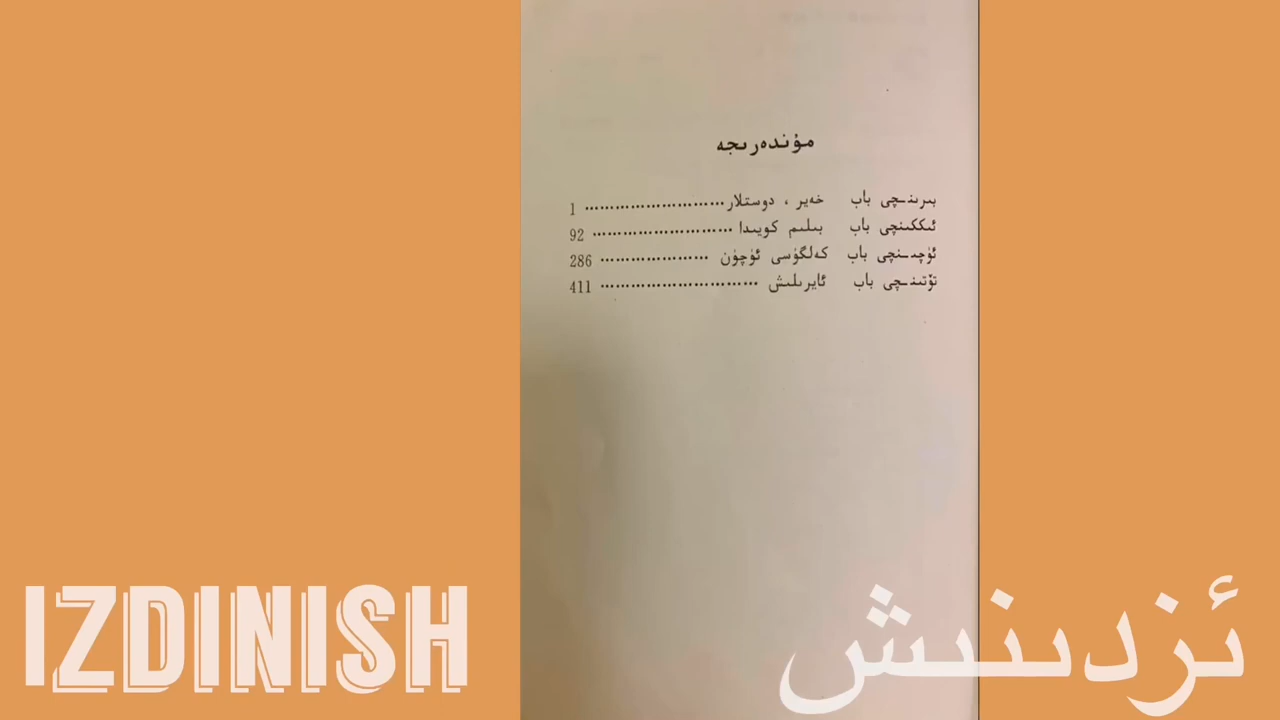 مۇندەرىجە
بىرىنچى باب خەير ، دوستلار ........................... 1
ئىككىنچى باب بىلىم كويىدا ........................... 92
ئۈچىنچى باب كەلگۈسى ئۈچۈن ..................... 286
تۆتىنچى باب ئايرىلىش .............................. 411
IZDINISH
ئىزدىنىش